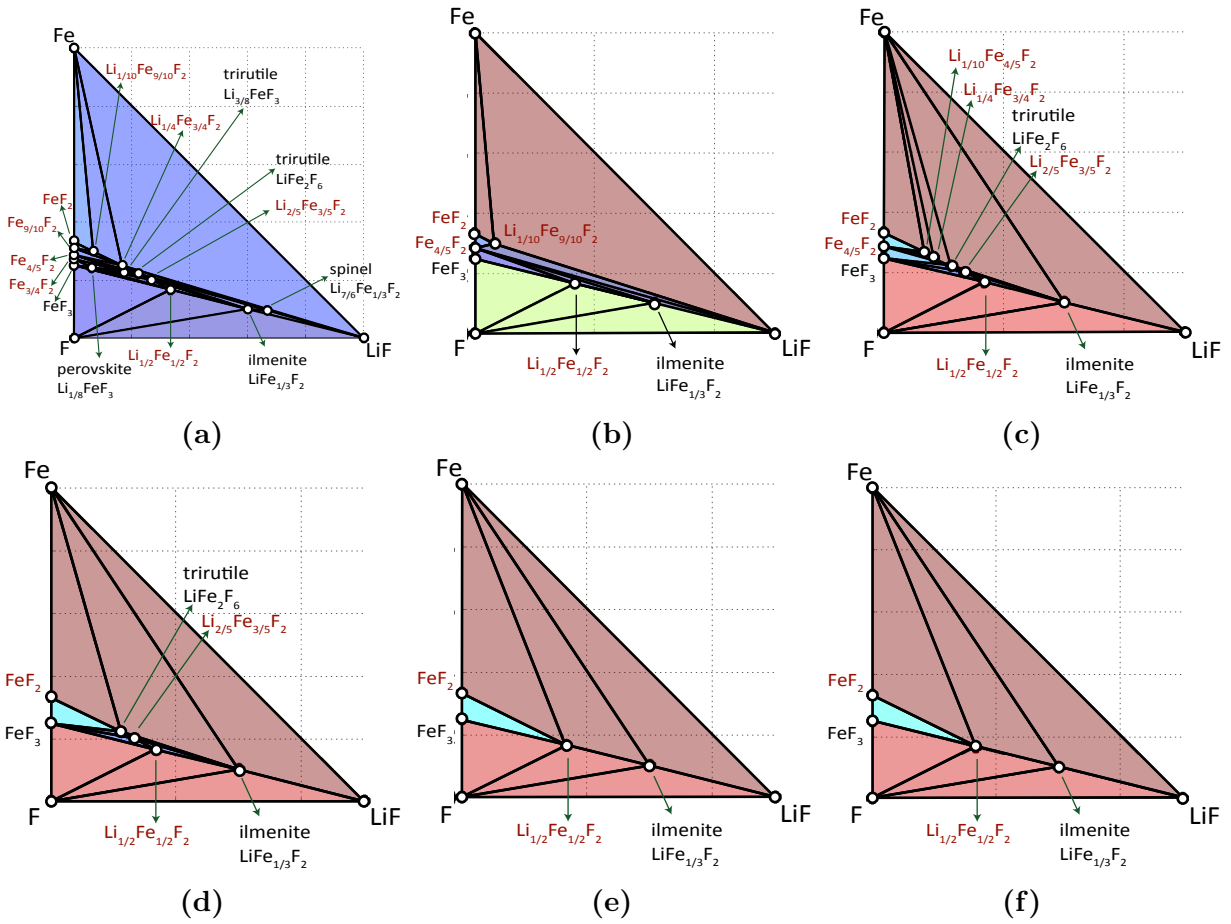 Fe
Li1/10Fe9/10F2
trirutile
Li3/8FeF3
Li1/4Fe3/4F2
trirutile
LiFe2F6
FeF2
Li2/5Fe3/5F2
Fe9/10F2
Fe4/5F2
spinel
Li7/6Fe1/3F2
Fe3/4F2
FeF3
F
LiF
perovskite
Li1/8FeF3
Li1/2Fe1/2F2
ilmenite
LiFe1/3F2
(a)
Fe
FeF2
Li1/10Fe9/10F2
Fe4/5F2
FeF3
F
LiF
Li1/2Fe1/2F2
ilmenite
LiFe1/3F2
(b)
Fe
Li1/10Fe4/5F2
Li1/4Fe3/4F2
trirutile
LiFe2F6
Li2/5Fe3/5F2
FeF2
Fe4/5F2
FeF3
F
LiF
Li1/2Fe1/2F2
ilmenite
LiFe1/3F2
(c)
Fe
trirutile
LiFe2F6
Li2/5Fe3/5F2
FeF2
FeF3
F
LiF
Li1/2Fe1/2F2
ilmenite
LiFe1/3F2
(d)
Fe
FeF2
FeF3
F
LiF
Li1/2Fe1/2F2
ilmenite
LiFe1/3F2
(e)
Fe
FeF2
FeF3
F
LiF
Li1/2Fe1/2F2
ilmenite
LiFe1/3F2
(f)